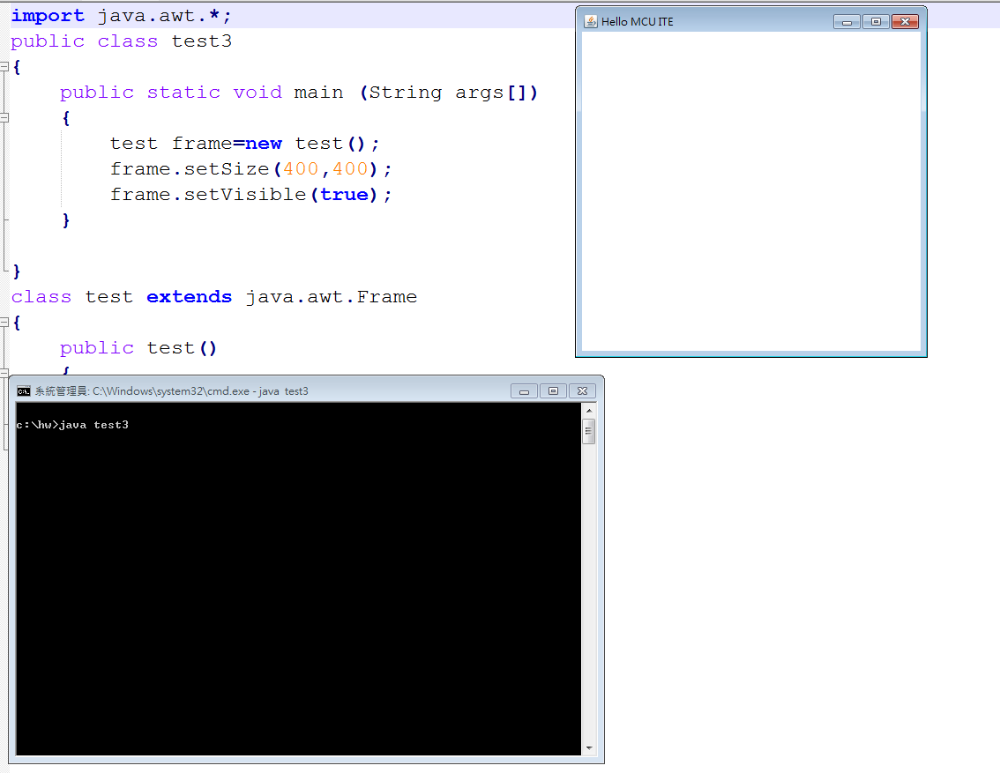 import java.awt.*;
public class test3
{
public static void main (String args[])
{
test frame=new test();
frame.setSize(400,400);
frame.setVisible(true);
}
}
class test extends java.awt.Frame
{
public test()
{
Hello MCU ITE
系統管理員: C:\Windows\system32\cmd.exe - java  test3
c:\hw>java test3